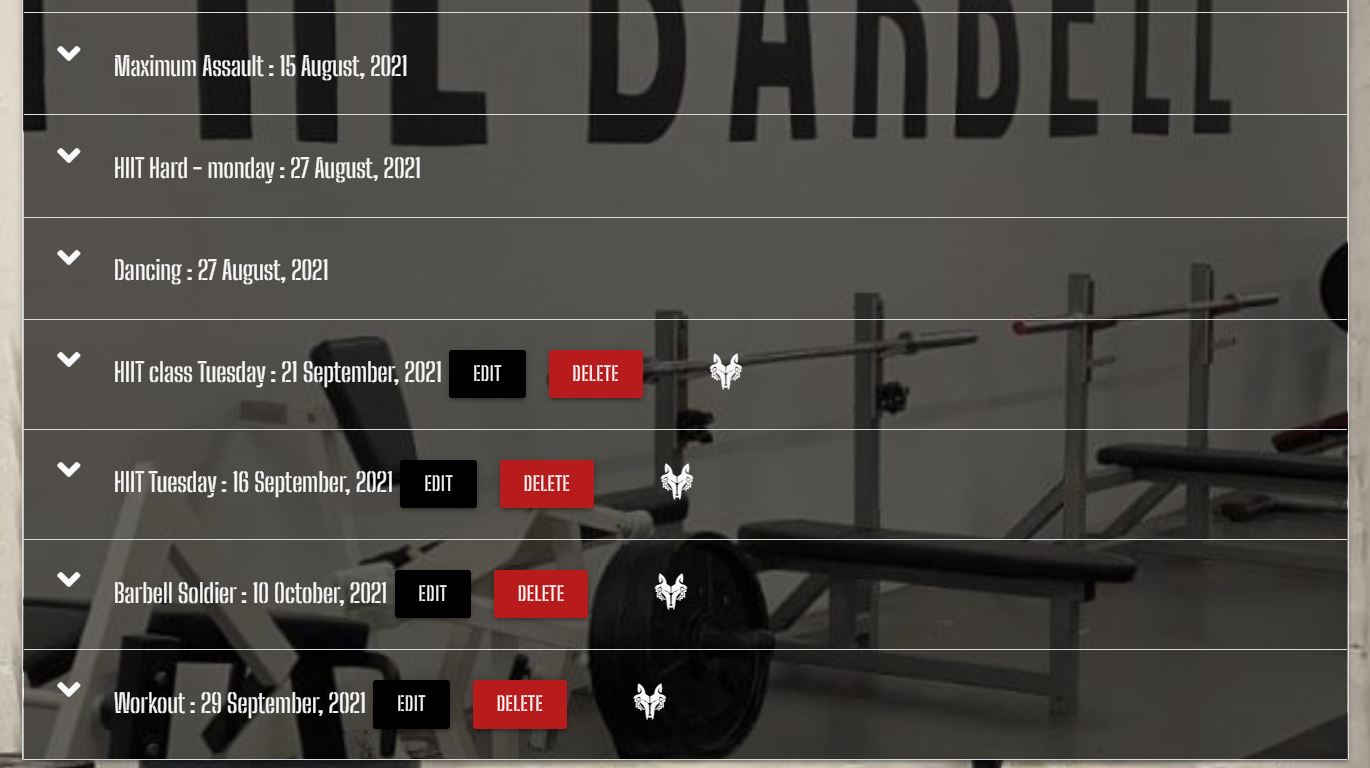 THE BARBELL
Maximum Assault : 15 August, 2021
HIIT Hard - monday : 27 August, 2021
Dancing : 27 August, 2021
HIIT class Tuesday : 21 September, 2021 EDIT DELETE
HIIT Tuesday : 16 September, 2021 EDIT DELETE
Barbell Soldier : 10 October, 2021 EDIT DELETE
Workout : 29 September, 2021 EDIT DELETE